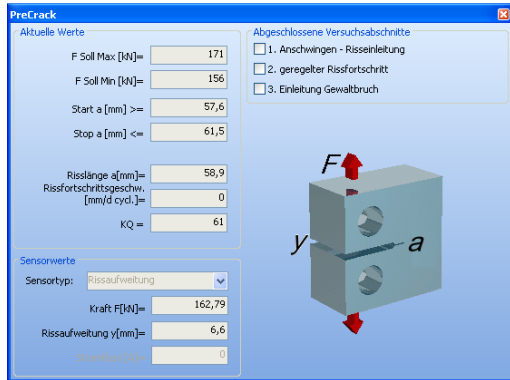 PreCrack
Aktuelle Werte
F Soll Max [kN]= 171
F Soll Min [kN]= 156
Start a [mm] >= 57,6
Stop a [mm] <= 61,5
Risslänge a[mm]= 58,9
Rissfortschrittsgeschw.
[mm/d cycl.]= 0
KQ = 61
Sensorwerte
Sensortyp: Rissaufweitung
Kraft F[kN]= 162,79
Rissaufweitung y[mm]= 6,6
0
Abgeschlossene Versuchsabschnitte
1. Anschwingen - Risseinleitung
2. geregelter Rissfortschritt
3. Einleitung Gewaltbruch
F
y a